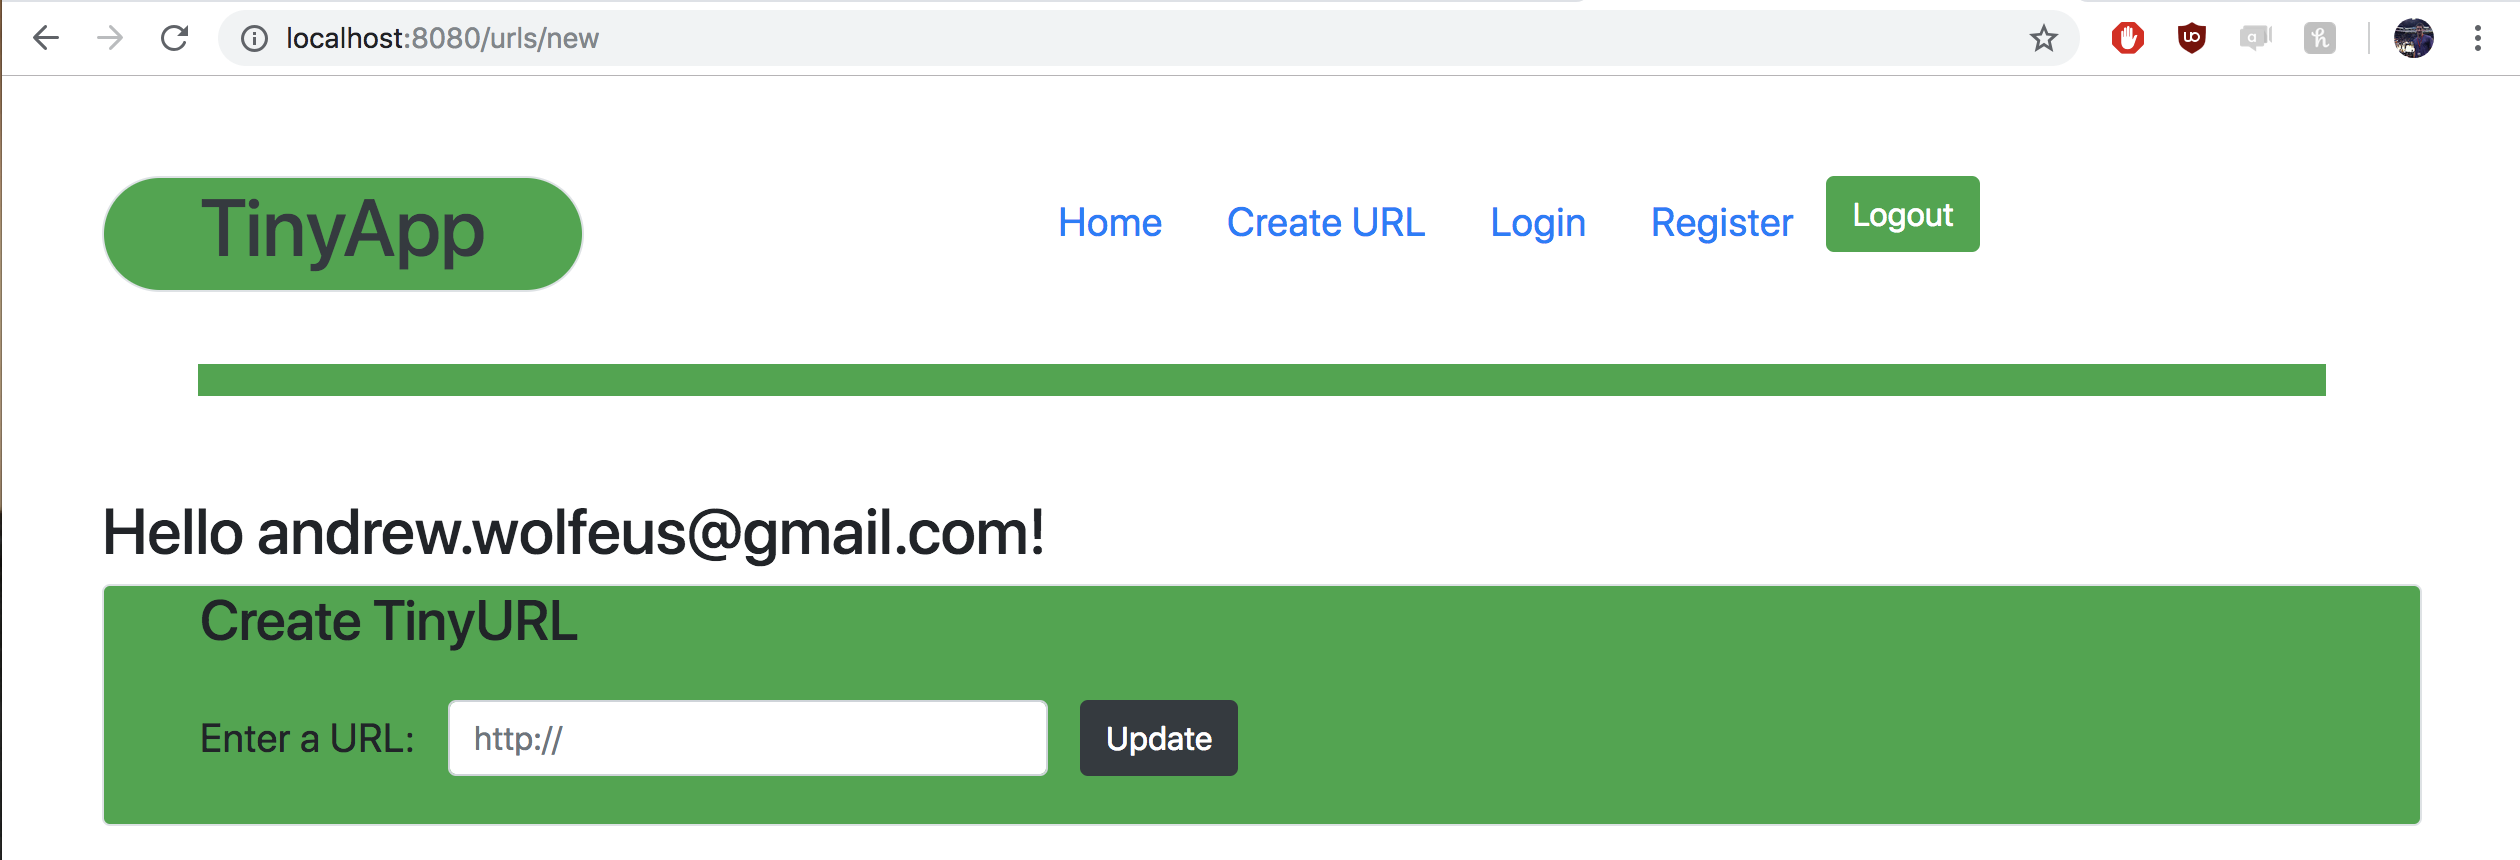 localhost:8080/urls/new
TinyApp
Home Create URL Login Register Logout
Hello andrew.wolfeus@gmail.com!
Create TinyURL
Enter a URL: http:// Update